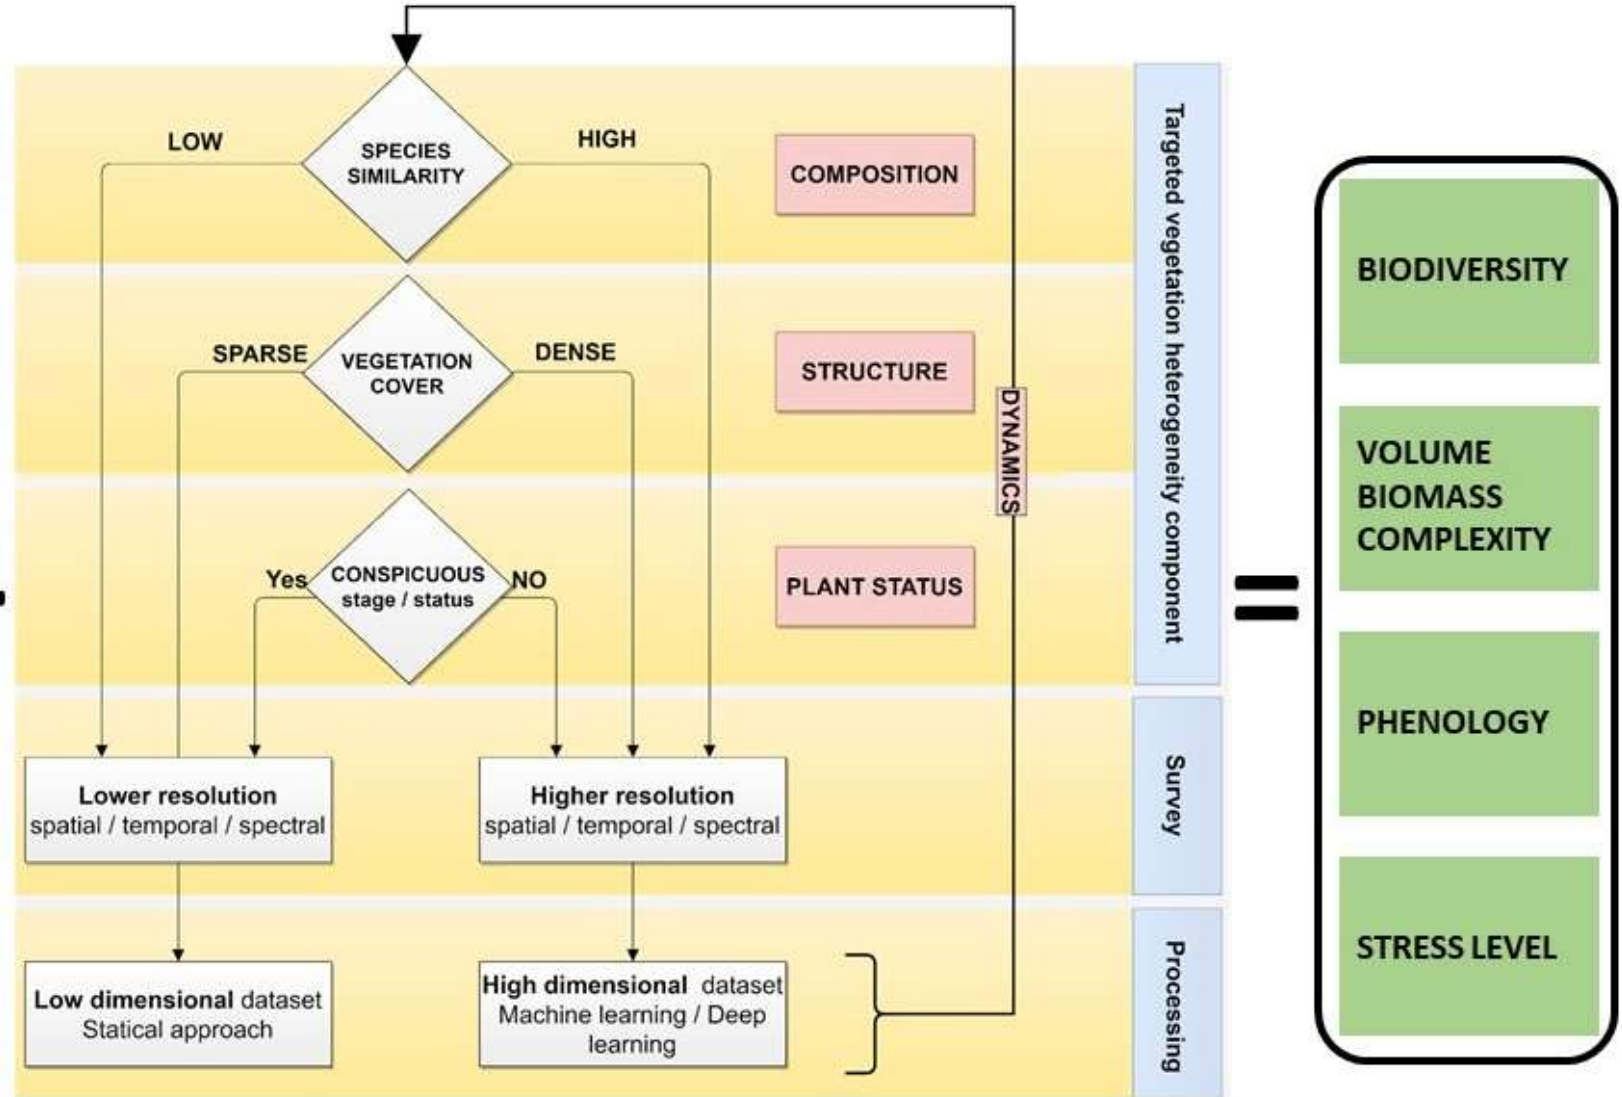 LOW
SPECIES
SIMILARITY
HIGH
COMPOSITION
SPARSE
VEGETATION
COVER
DENSE
STRUCTURE
Yes
CONSPICUOUS
stage / status
NO
PLANT STATUS
DYNAMICS
Targeted vegetation heterogeneity component
Lower resolution
spatial / temporal / spectral
Higher resolution
spatial / temporal / spectral
Survey
Low dimensional dataset
Statical approach
High dimensional dataset
Machine learning / Deep
learning
Processing
=
BIODIVERSITY
VOLUME
BIOMASS
COMPLEXITY
PHENOLOGY
STRESS LEVEL